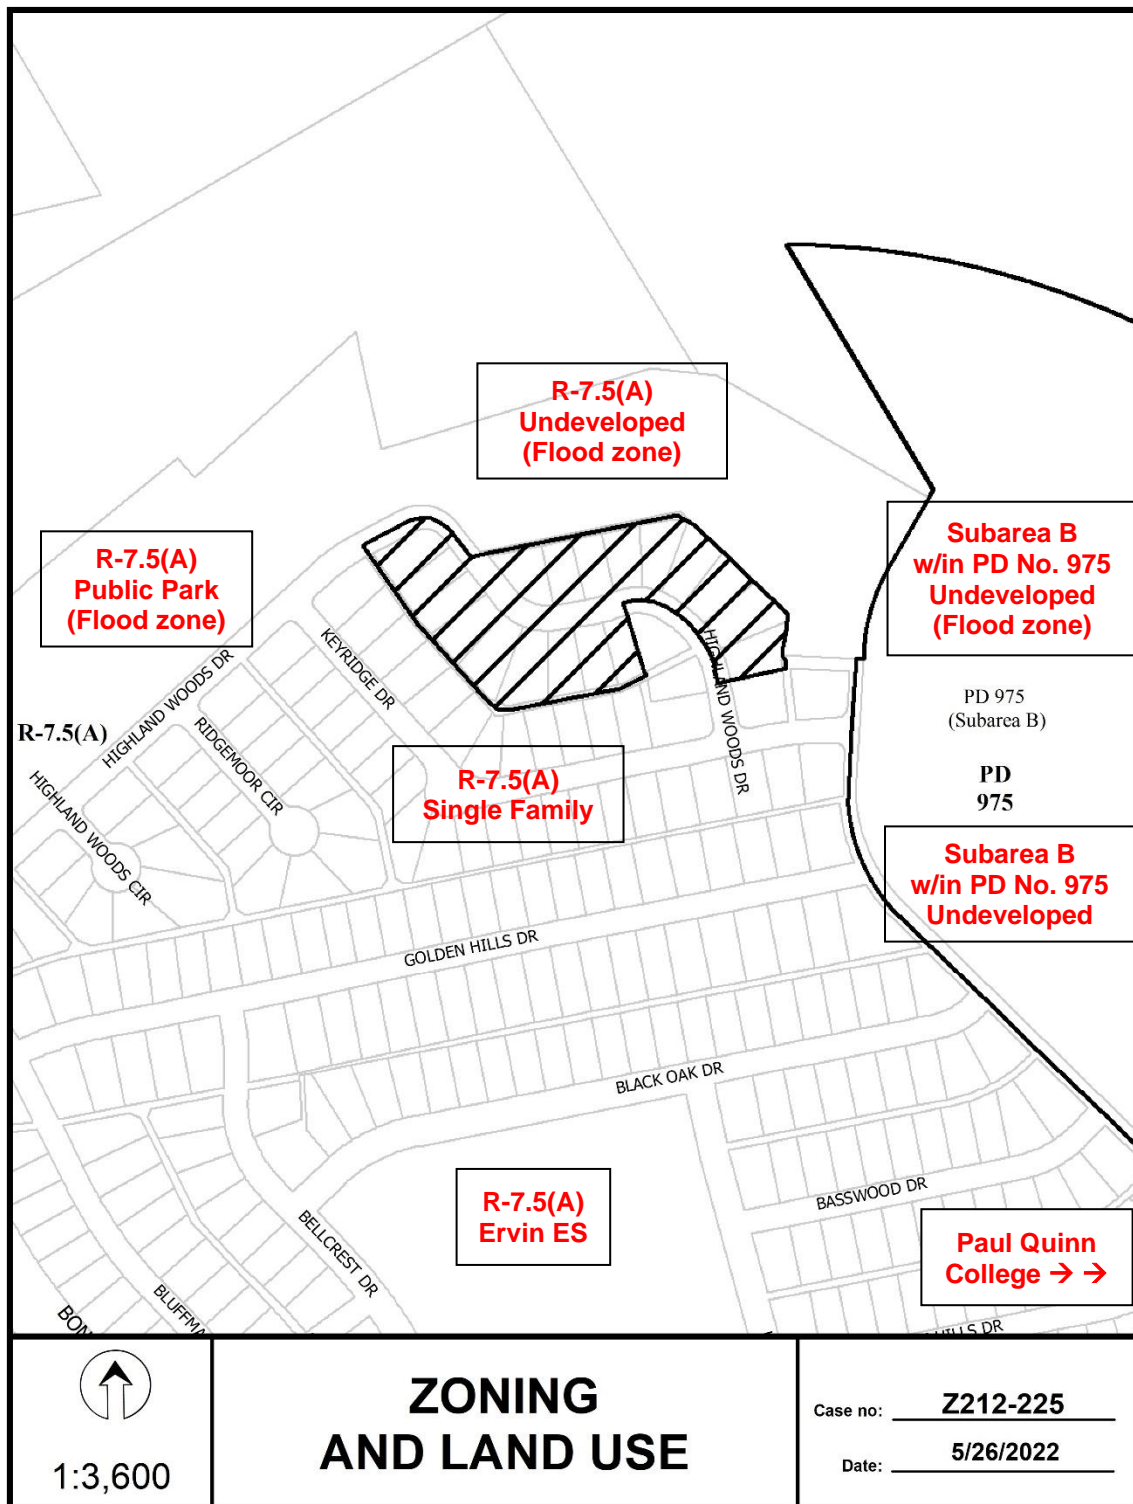 R-7.5(A)
Undeveloped
(Flood zone)
R-7.5(A)
Public Park
(Flood zone)
Subarea B
w/in PD No. 975
Undeveloped
(Flood zone)
KEYRIDGE DR
HIGHLAND WOODS DR
HIGHLAND WOODS DR
PD 975
(Subarea B)
R-7.5(A)
RIDGEMOOR CIR
R-7.5(A)
Single Family
PD
975
HIGHLAND WOODS CIR
Subarea B
w/in PD No. 975
Undeveloped
GOLDEN HILLS DR
BLACK OAK DR
R-7.5(A)
Ervin ES
BASSWOOD DR
BELLCREST DR
Paul Quinn
College → →
BLUFFMA
BON
HILLS DR
1:3,600
ZONING
AND LAND USE
Case no: Z212-225
Date: 5/26/2022